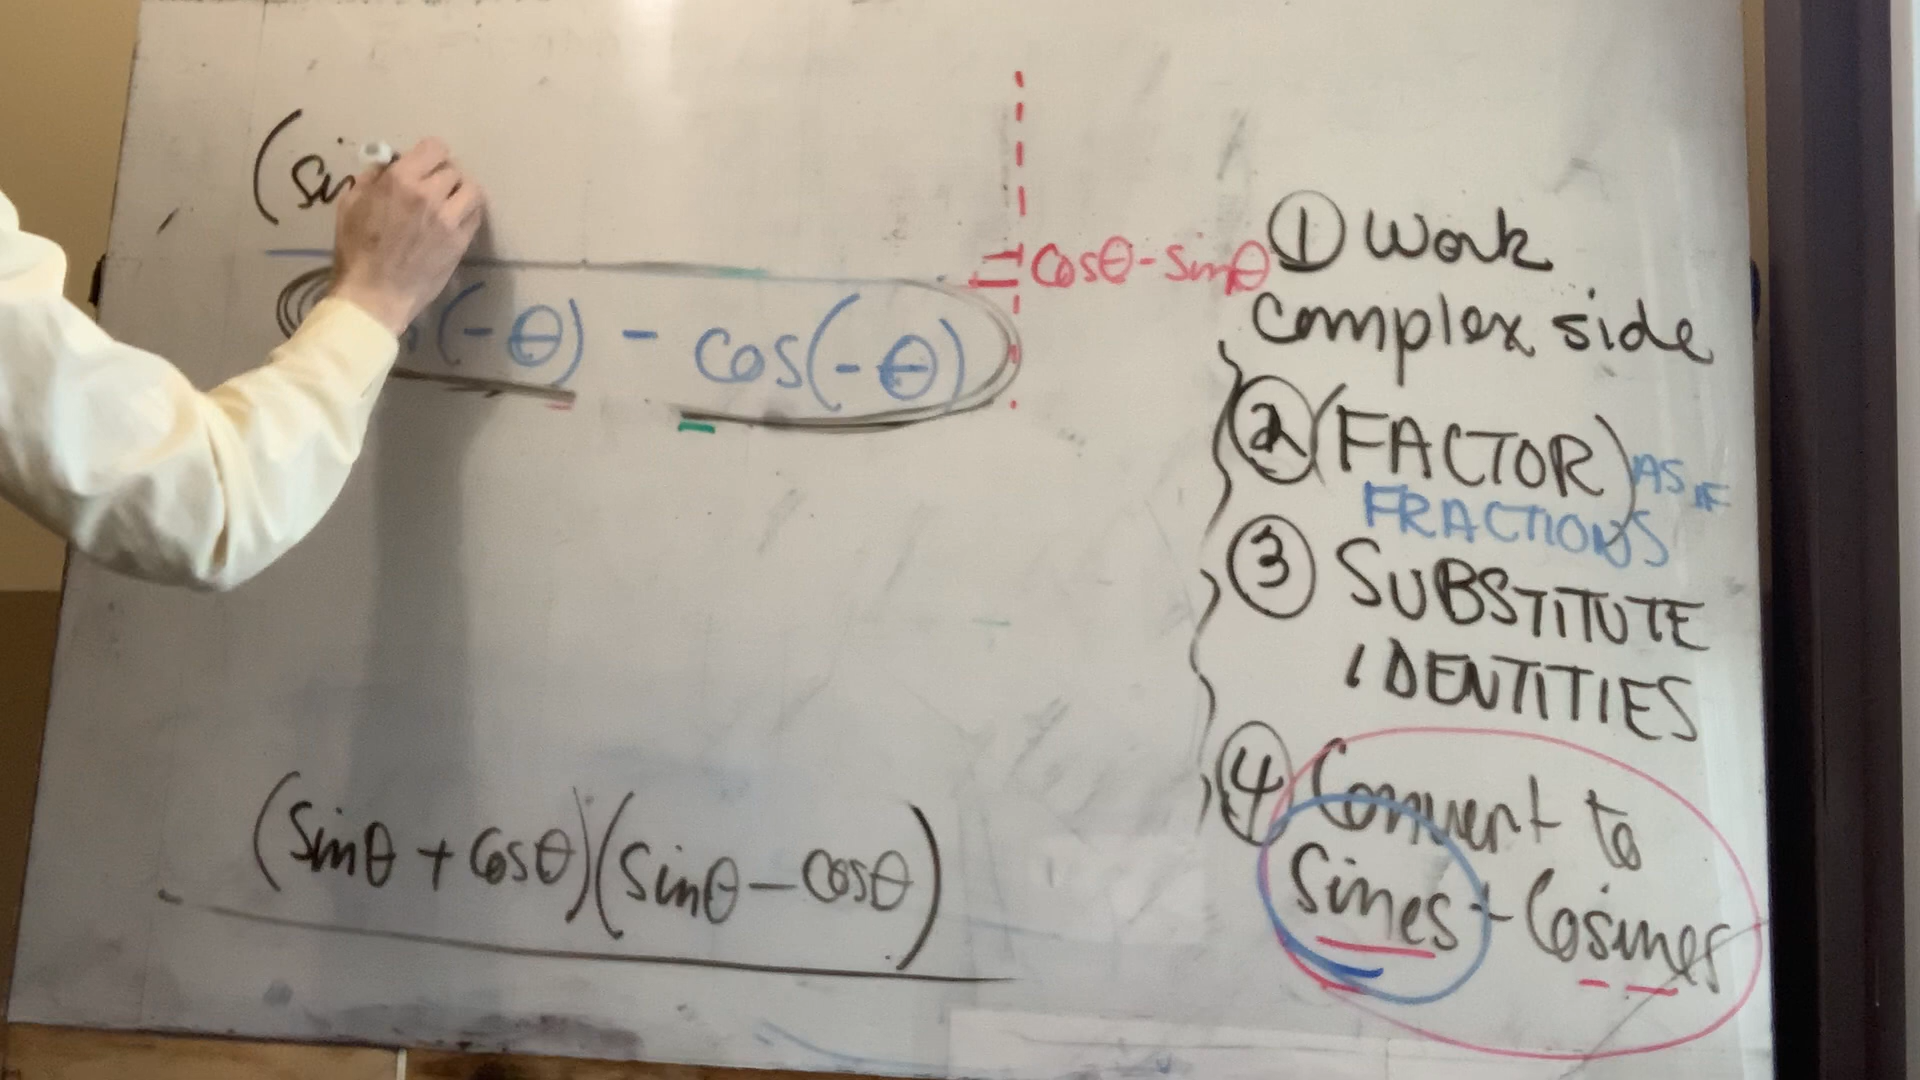 (sin
(-θ) - cos(-θ)
= cosθ - sinθ
(sinθ + cosθ)(sinθ - cosθ)
① Work
complex side
② (FACTOR) AS IF
FRACTIONS
③ SUBSTITUTE
IDENTITIES
④ Convert to
Sines + Cosines